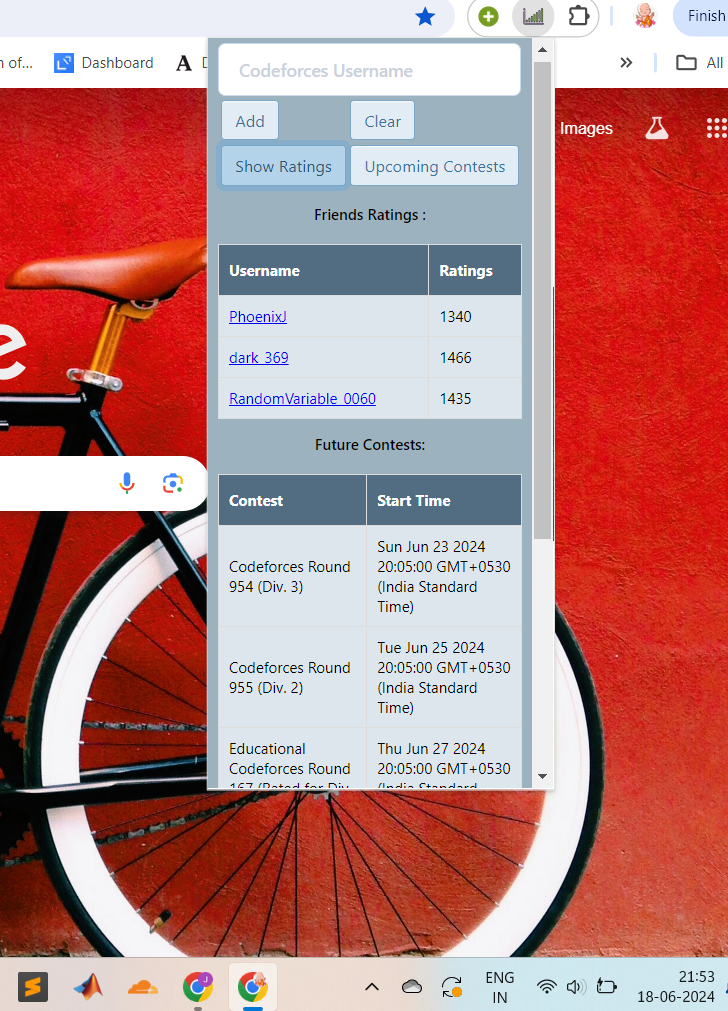 Finish
n of...
Dashboard
All
Codeforces Username
Add
Clear
Images
Show Ratings
Upcoming Contests
Friends Ratings :
Username Ratings
PhoenixJ 1340
dark_369 1466
RandomVariable_0060 1435
Future Contests:
Contest Start Time
Codeforces Round
954 (Div. 3)
Sun Jun 23 2024
20:05:00 GMT+0530
(India Standard
Time)
Codeforces Round
955 (Div. 2)
Tue Jun 25 2024
20:05:00 GMT+0530
(India Standard
Time)
Educational
Codeforces Round
167 (Rated for Div.
Thu Jun 27 2024
20:05:00 GMT+0530
(India Standard
ENG
IN
21:53
18-06-2024